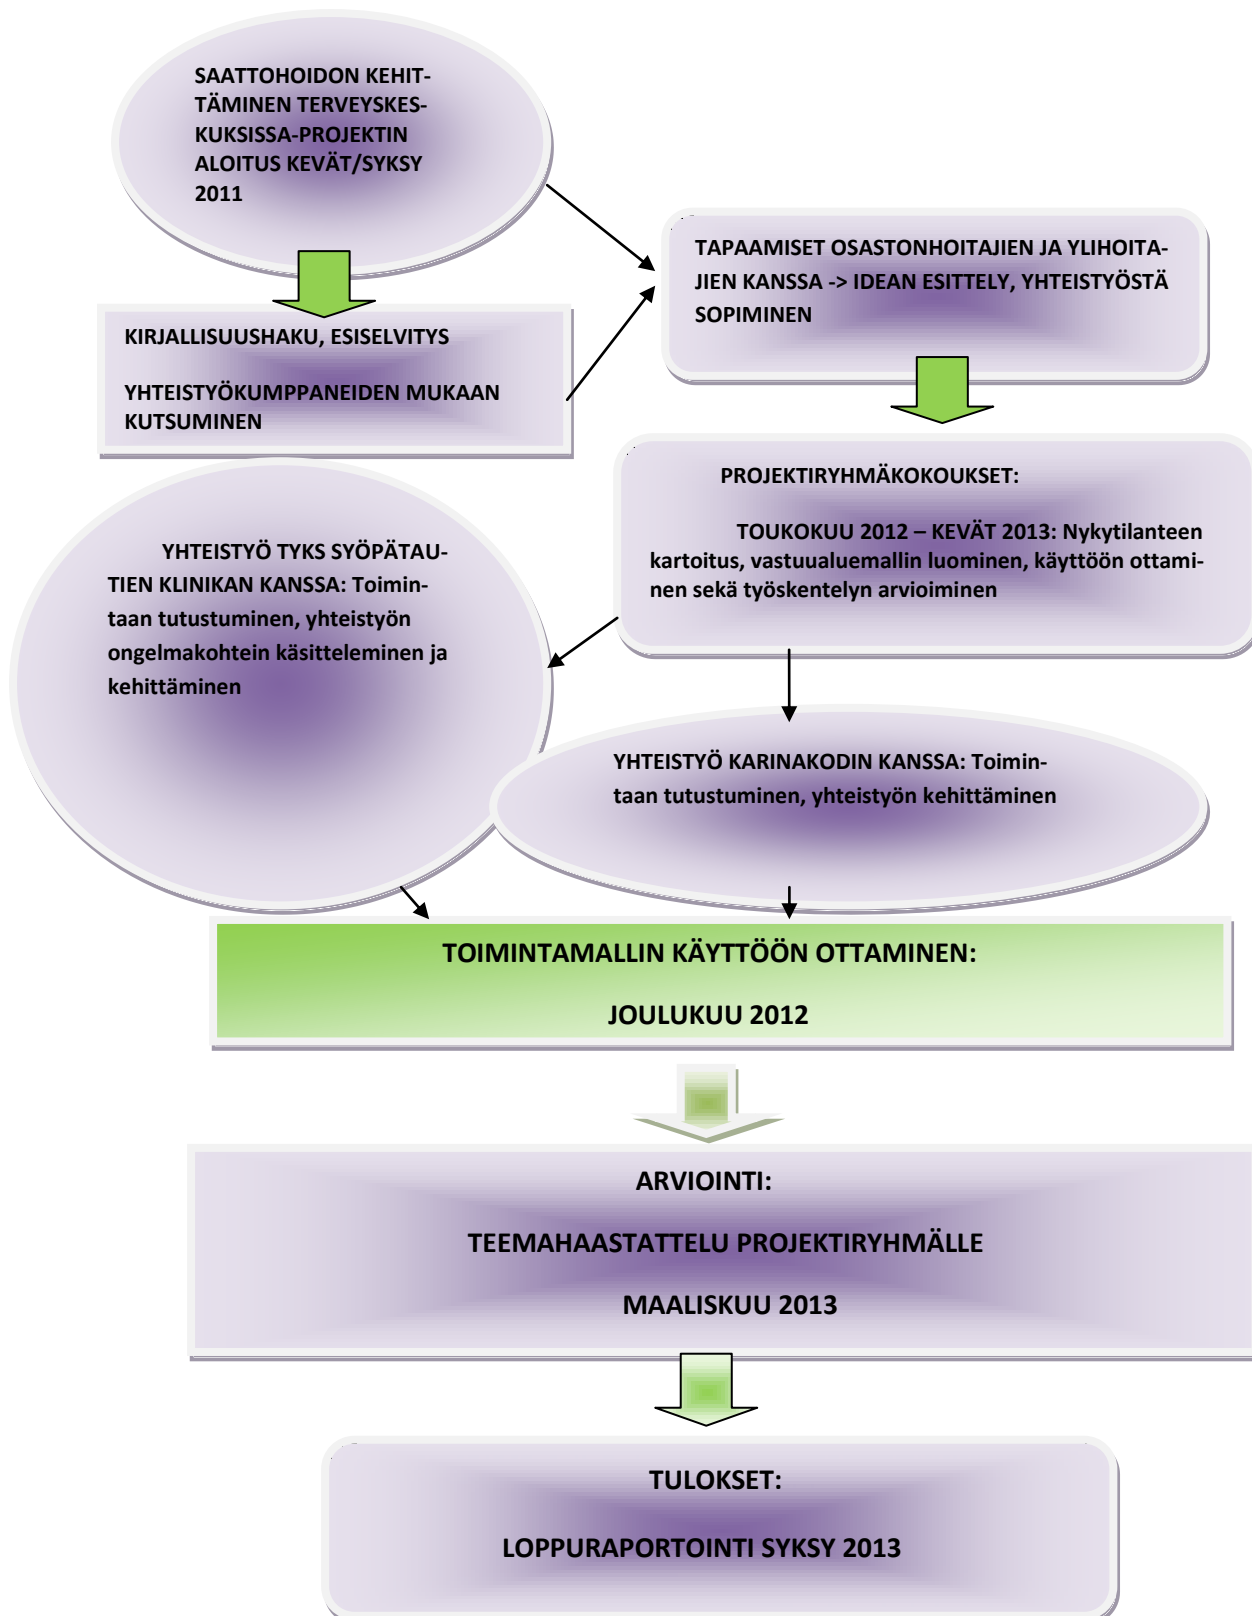 SAATTOHOIDON KEHIT-
TÄMINEN TERVEYSKES-
KUKSISSA-PROJEKTIN
ALOITUS KEVÄT/SYKSY
2011
TAPAAMISET OSASTONHOITAJIEN JA YLIHOITA-
JIEN KANSSA -> IDEAN ESITTELY, YHTEISTYÖSTÄ
SOPIMINEN
KIRJALLISUUSHAKU, ESISELVITYS
YHTEISTYÖKUMPPANEIDEN MUKAAN
KUTSUMINEN
PROJEKTIRYHMÄKOKOUKSET:
TOUKOKUU 2012 – KEVÄT 2013: Nykytilanteen
kartoitus, vastuualuemallin luominen, käyttöön ottami-
nen sekä työskentelyn arvioiminen
YHTEISTYÖ TYKS SYÖPÄTAU-
TIEN KLINIKAN KANSSA: Toimin-
taan tutustuminen, yhteistyön
ongelmakohtein käsitteleminen ja
kehittäminen
YHTEISTYÖ KARINAKODIN KANSSA: Toimin-
taan tutustuminen, yhteistyön kehittäminen
TOIMINTAMALLIN KÄYTTÖÖN OTTAMINEN:
JOULUKUU 2012
ARVIOINTI:
TEEMAHAASTATTELU PROJEKTIRYHMÄLLE
MAALISKUU 2013
TULOKSET:
LOPPURAPORTOINTI SYKSY 2013